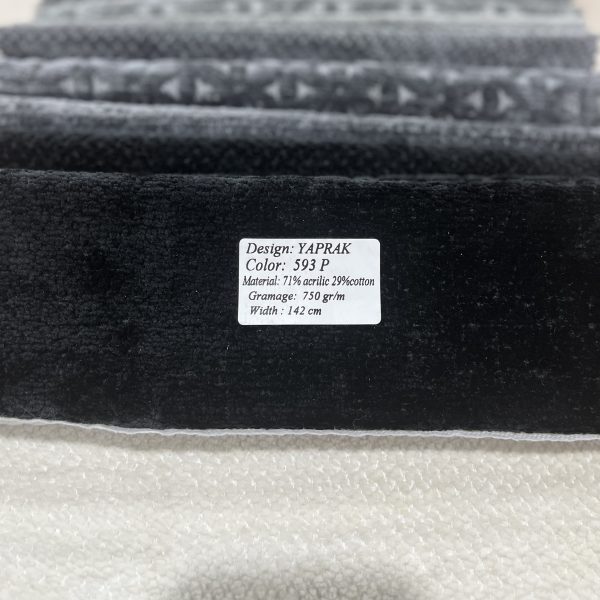 Design: YAPRAK
Color: 593 P
Material: 71% acrilic 29%cotton
Gramage: 750 gr/m
Width : 142 cm